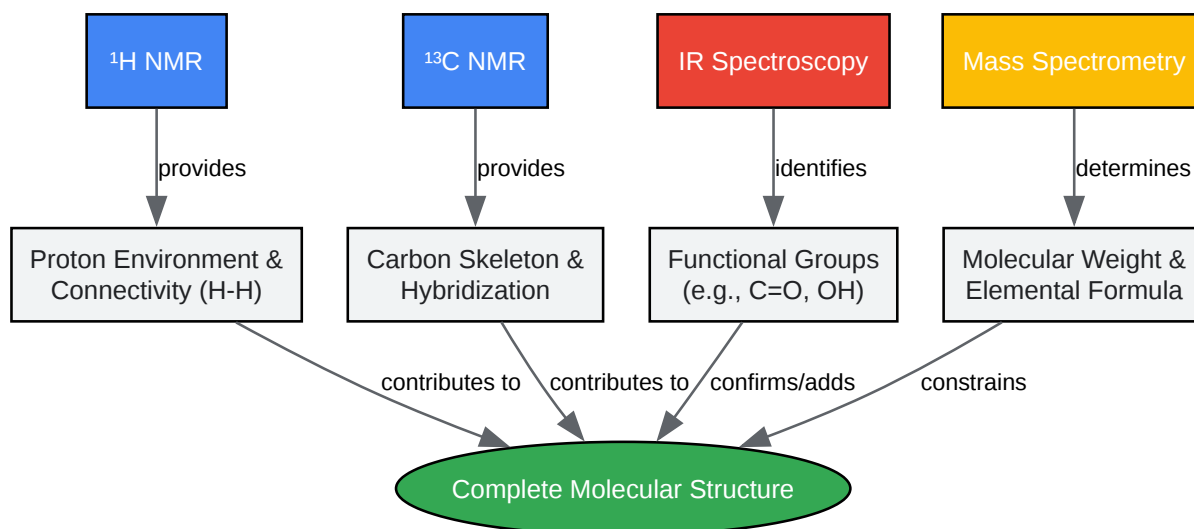 ¹H NMR
¹³C NMR
IR Spectroscopy
Mass Spectrometry
provides
provides
identifies
determines
Proton Environment &
Connectivity (H-H)
Carbon Skeleton &
Hybridization
Functional Groups
(e.g., C=O, OH)
Molecular Weight &
Elemental Formula
contributes to
contributes to
confirms/adds
constrains
Complete Molecular Structure